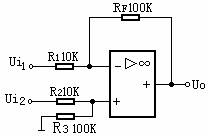 RF100K
Ui1
R1 10K
- ▷∞
+
Uo
Ui2
R2 10K
+
R3 100K